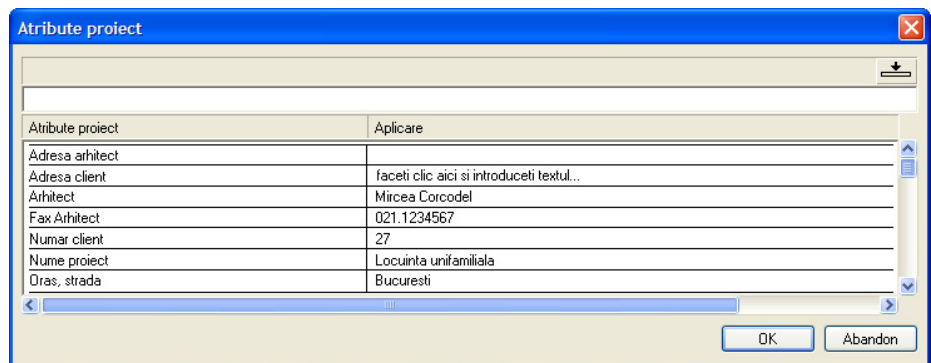 Atribute proiect
Atribute proiect Aplicare
Adresa arhitect
Adresa client faceti clic aici si introduceti textul...
Arhitect Mircea Corcodel
Fax Arhitect 021.1234567
Numar client 27
Nume proiect Locuinta unifamiliala
Oras, strada Bucuresti
OK Abandon